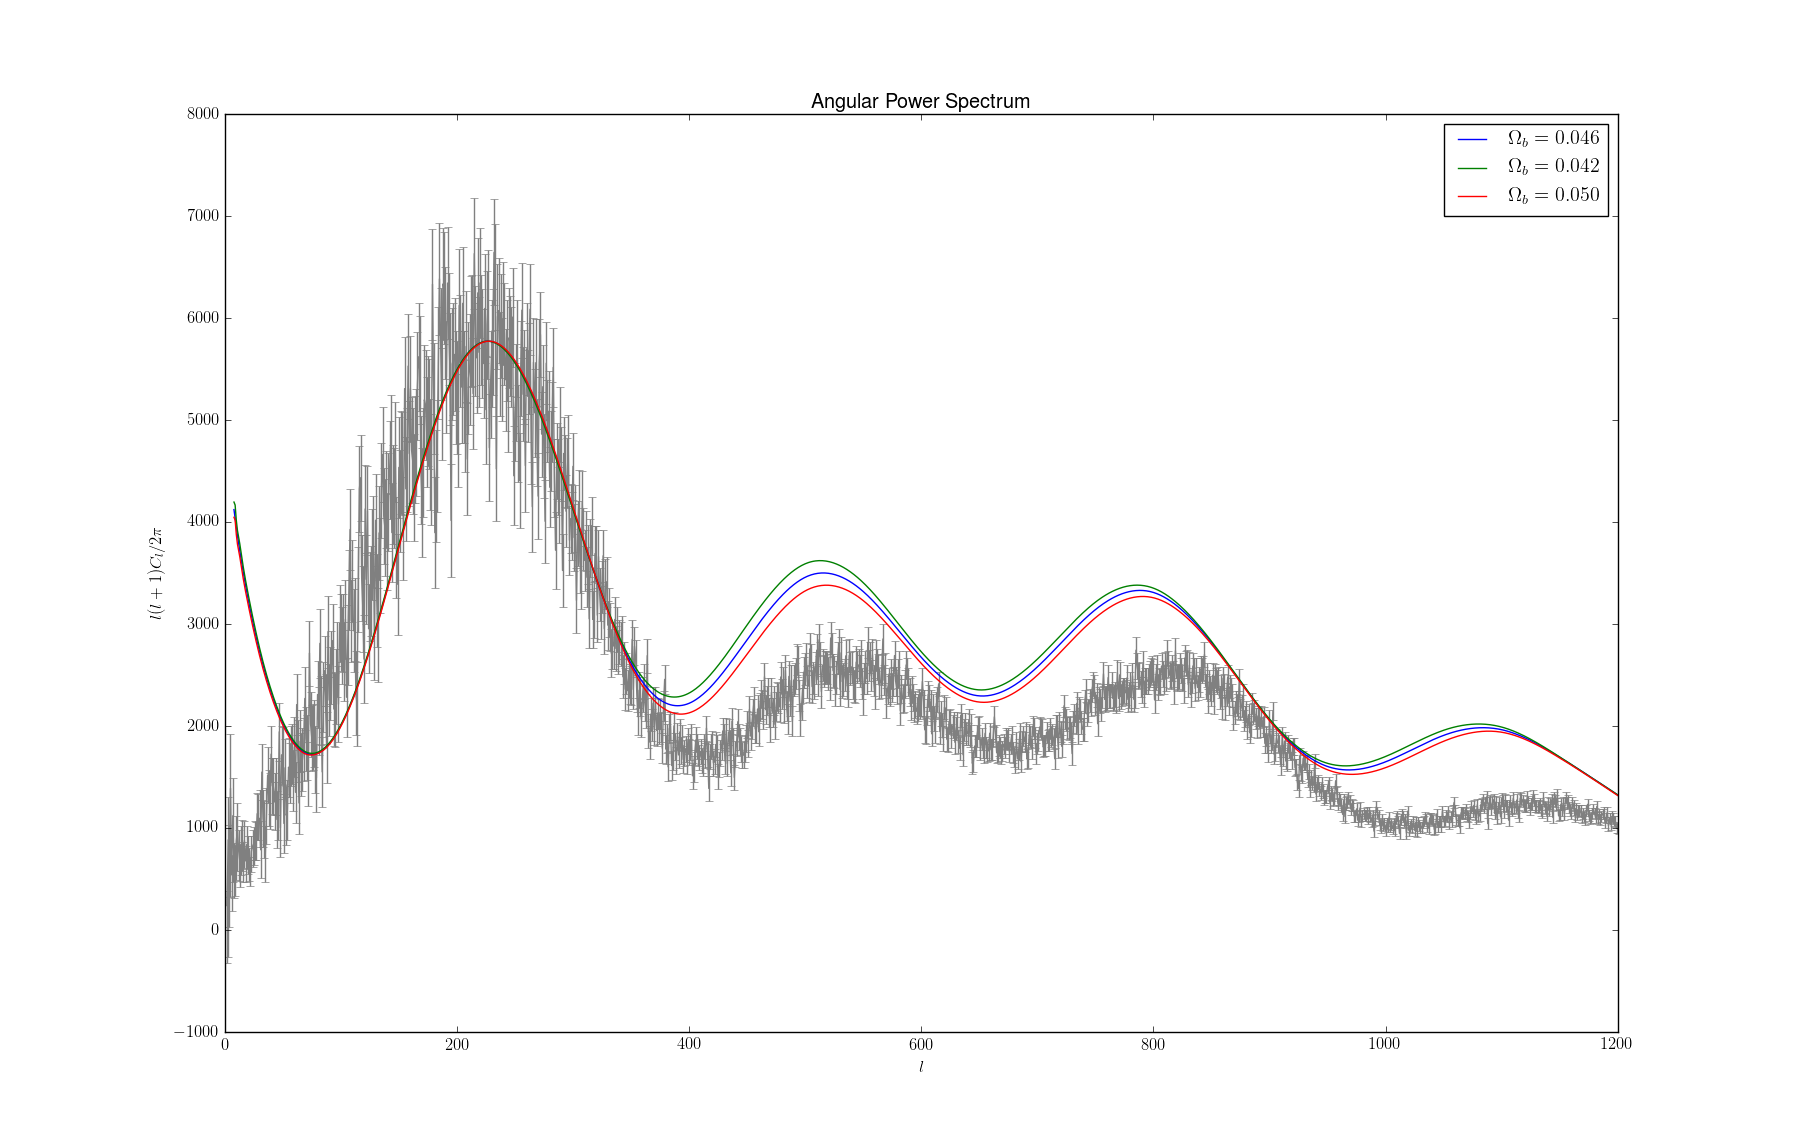 Angular Power Spectrum
8000
7000
6000
5000
4000
3000
2000
1000
0
−1000
l(l + 1)C_l/2π
Ω_b = 0.046
Ω_b = 0.042
Ω_b = 0.050
0 200 400 600 800 1000 1200
l